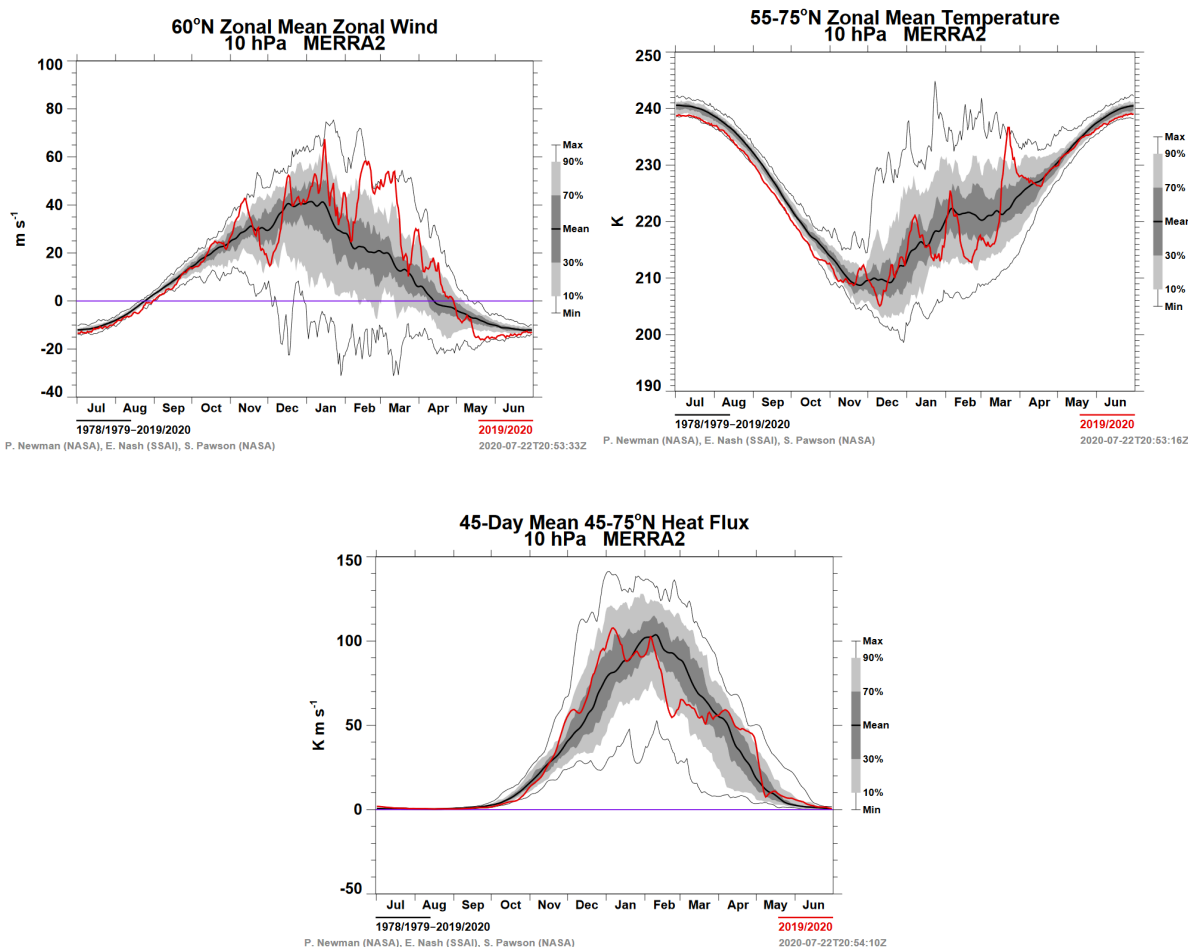 60°N Zonal Mean Zonal Wind
10 hPa MERRA2
m s⁻¹
100
80
60
40
20
0
-20
-40
Max
90%
70%
Mean
30%
10%
Min
Jul Aug Sep Oct Nov Dec Jan Feb Mar Apr May Jun
1978/1979−2019/2020 2019/2020
P. Newman (NASA), E. Nash (SSAI), S. Pawson (NASA) 2020-07-22T20:53:33Z
55-75°N Zonal Mean Temperature
10 hPa MERRA2
K
250
240
230
220
210
200
190
Max
90%
70%
Mean
30%
10%
Min
Jul Aug Sep Oct Nov Dec Jan Feb Mar Apr May Jun
1978/1979−2019/2020 2019/2020
P. Newman (NASA), E. Nash (SSAI), S. Pawson (NASA) 2020-07-22T20:53:16Z
45-Day Mean 45-75°N Heat Flux
10 hPa MERRA2
K m s⁻¹
150
100
50
0
-50
Max
90%
70%
Mean
30%
10%
Min
Jul Aug Sep Oct Nov Dec Jan Feb Mar Apr May Jun
1978/1979−2019/2020 2019/2020
P. Newman (NASA), E. Nash (SSAI), S. Pawson (NASA) 2020-07-22T20:54:10Z